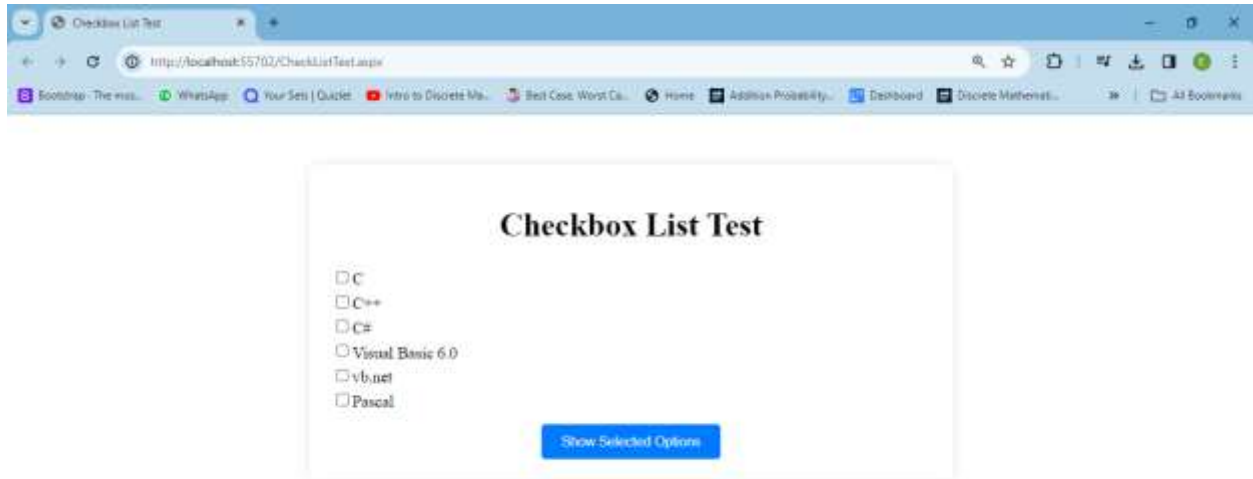 Checkbox List Test
http://localhost:55702/CheckListTest.aspx
Bootstrap · The mos... WhatsApp Your Sets | Quizlet Intro to Discrete Ma... Best Case, Worst Ca... Home Addition Probability... Dashboard Discrete Mathemati... All Bookmarks
Checkbox List Test
C
C++
C#
Visual Basic 6.0
vb.net
Pascal
Show Selected Options